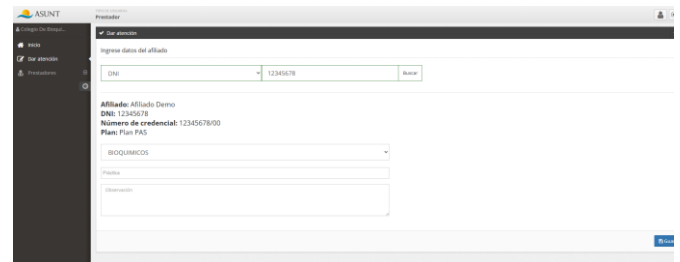 ASUNT
Prestador
Colegio De Bioquí...
Inicio
Dar atención
Prestadores
Dar atención
Ingrese datos del afiliado
DNI 12345678 Buscar
Afiliado: Afiliado Demo
DNI: 12345678
Número de credencial: 12345678/00
Plan: Plan PAS
BIOQUIMICOS
Práctica
Observación